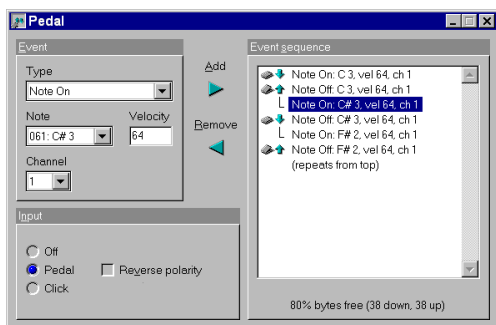 Pedal
Event
Type
Note On
Note
Velocity
061: C# 3
64
Channel
1
Add
Remove
Input
Off
Pedal
Reverse polarity
Click
Event sequence
Note On: C 3, vel 64, ch 1
Note Off: C 3, vel 64, ch 1
Note On: C# 3, vel 64, ch 1
Note Off: C# 3, vel 64, ch 1
Note On: F# 2, vel 64, ch 1
Note Off: F# 2, vel 64, ch 1
(repeats from top)
80% bytes free (38 down, 38 up)